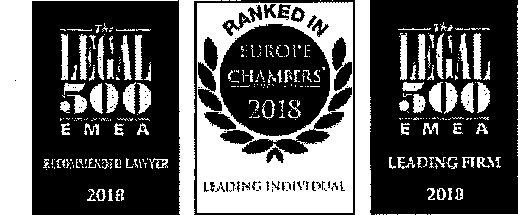 The
LEGAL
500
EMEA
RECOMMENDED LAWYER
2018
RANKED IN
EUROPE
CHAMBERS
2018
LEADING INDIVIDUAL
The
LEGAL
500
EMEA
LEADING FIRM
2018